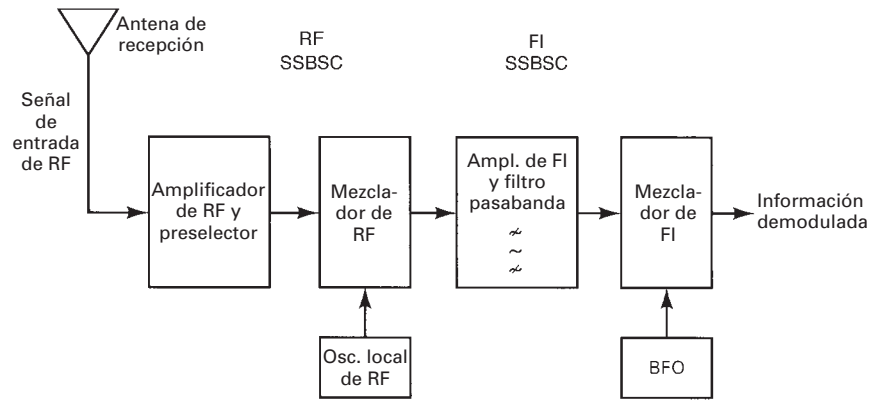 Antena de
recepción
RF
SSBSC
FI
SSBSC
Señal
de
entrada
de RF
Amplificador
de RF y
preselector
Mezcla-
dor de
RF
Ampl. de FI
y filtro
pasabanda
Mezcla-
dor de
FI
Información
demodulada
Osc. local
de RF
BFO